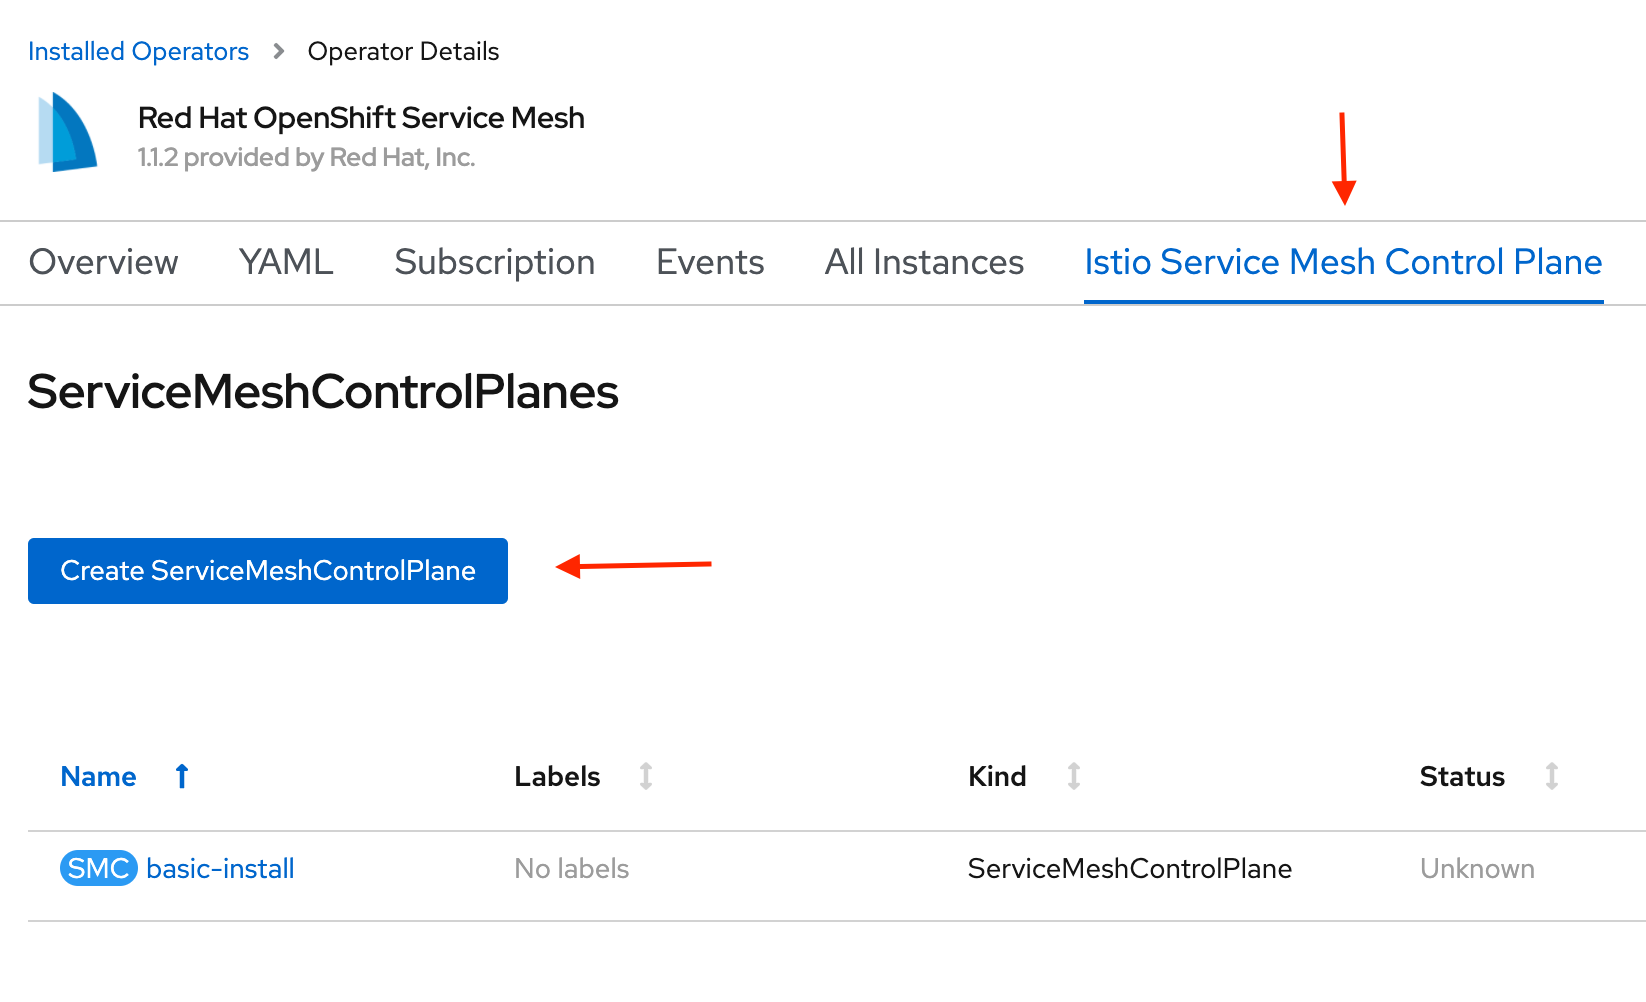 Installed Operators > Operator Details
Red Hat OpenShift Service Mesh
1.1.2 provided by Red Hat, Inc.
Overview YAML Subscription Events All Instances Istio Service Mesh Control Plane
ServiceMeshControlPlanes
Create ServiceMeshControlPlane
Name Labels Kind Status
SMC basic-install No labels ServiceMeshControlPlane Unknown